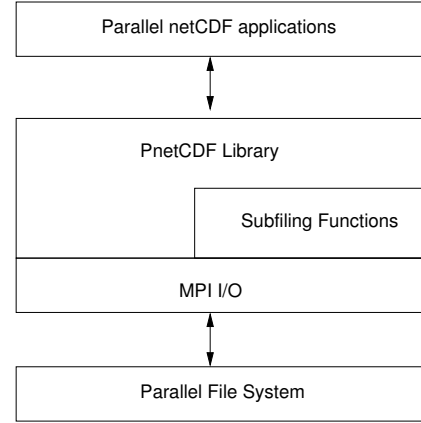 Parallel netCDF applications
PnetCDF Library
Subfiling Functions
MPI I/O
Parallel File System